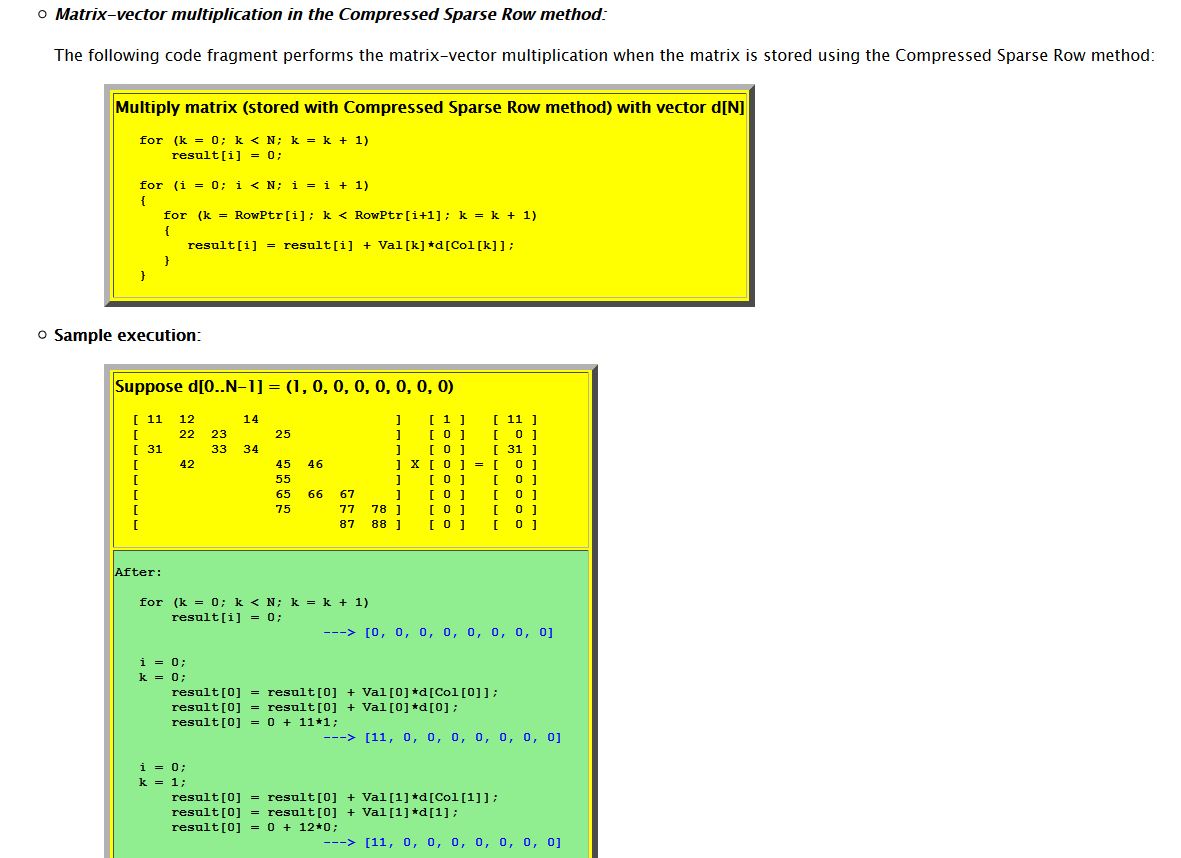 Matrix-vector multiplication in the Compressed Sparse Row method:
The following code fragment performs the matrix-vector multiplication when the matrix is stored using the Compressed Sparse Row method:
Multiply matrix (stored with Compressed Sparse Row method) with vector d[N]
for (k = 0; k < N; k = k + 1)
result[i] = 0;
for (i = 0; i < N; i = i + 1)
{
for (k = RowPtr[i]; k < RowPtr[i+1]; k = k + 1)
{
result[i] = result[i] + Val[k]*d[Col[k]];
}
}
Sample execution:
Suppose d[0..N-1] = (1, 0, 0, 0, 0, 0, 0, 0)
[ 11 12 14 ] [ 1 ] [ 11 ]
[ 22 23 25 ] [ 0 ] [ 0 ]
[ 31 33 34 ] [ 0 ] [ 31 ]
[ 42 45 46 ] X [ 0 ] = [ 0 ]
[ 55 ] [ 0 ] [ 0 ]
[ 65 66 67 ] [ 0 ] [ 0 ]
[ 75 77 78 ] [ 0 ] [ 0 ]
[ 87 88 ] [ 0 ] [ 0 ]
After:
for (k = 0; k < N; k = k + 1)
result[i] = 0;
---> [0, 0, 0, 0, 0, 0, 0, 0]
i = 0;
k = 0;
result[0] = result[0] + Val[0]*d[Col[0]];
result[0] = result[0] + Val[0]*d[0];
result[0] = 0 + 11*1;
---> [11, 0, 0, 0, 0, 0, 0, 0]
i = 0;
k = 1;
result[0] = result[0] + Val[1]*d[Col[1]];
result[0] = result[0] + Val[1]*d[1];
result[0] = 0 + 12*0;
---> [11, 0, 0, 0, 0, 0, 0, 0]